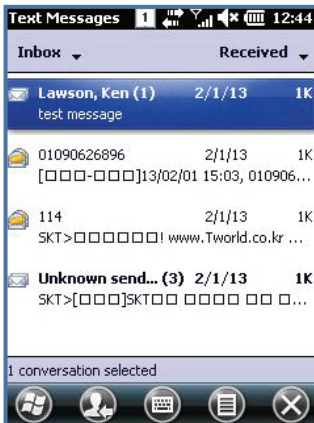 Text Messages 1 12:44
Inbox Received
Lawson, Ken (1) 2/1/13 1K
test message
01090626896 2/1/13 1K
[□□□-□□□]13/02/01 15:03, 010906...
114 2/1/13 1K
SKT>□□□□□□! www.Tworld.co.kr ...
Unknown send... (3) 2/1/13 1K
SKT>[□□□]SKT□□ □□□□ □□ □...
1 conversation selected